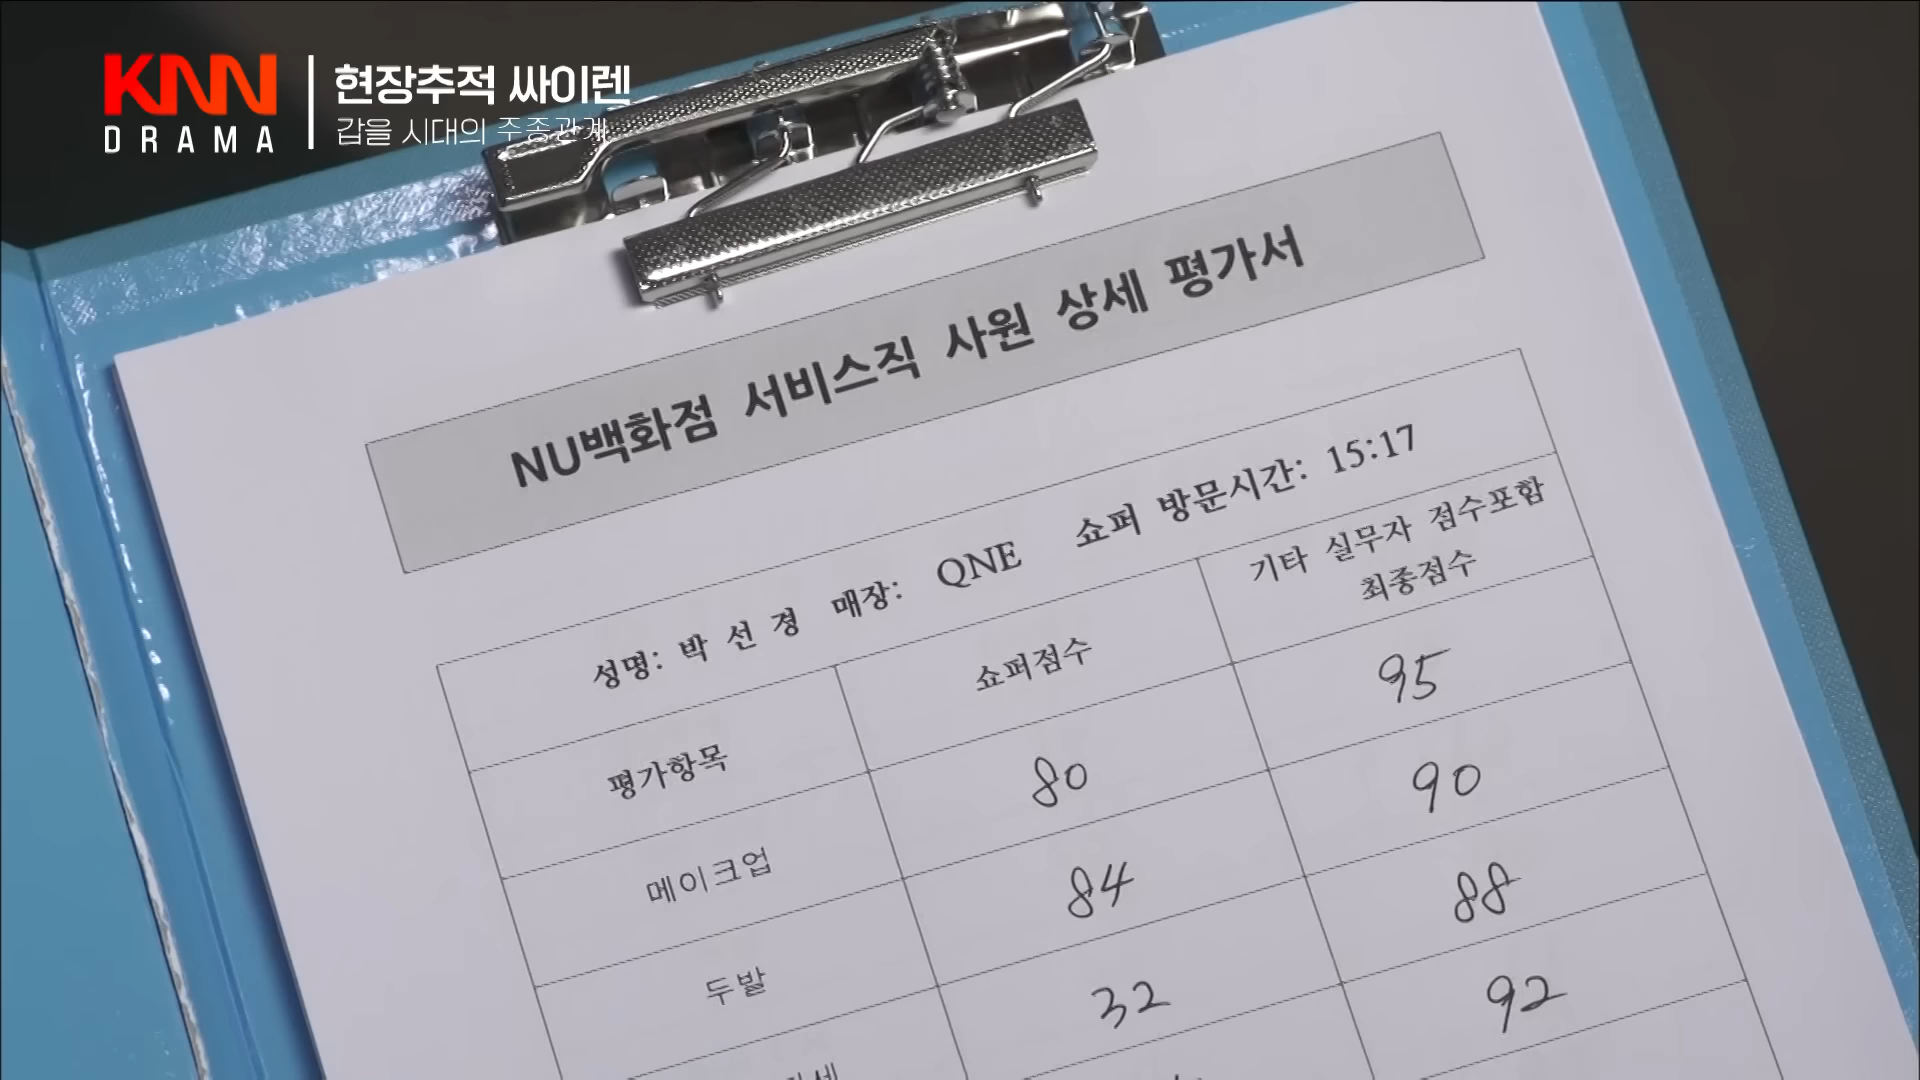 KNN
DRAMA
현장추적 싸이렌
갑을 시대의 주종관계
NU백화점 서비스직 사원 상세 평가서
성명: 박 선 경 매장: QNE 쇼퍼 방문시간: 15:17
평가항목 쇼퍼점수 기타 실무자 점수포함
최종점수
메이크업 80 95
두발 84 90
32 88
92